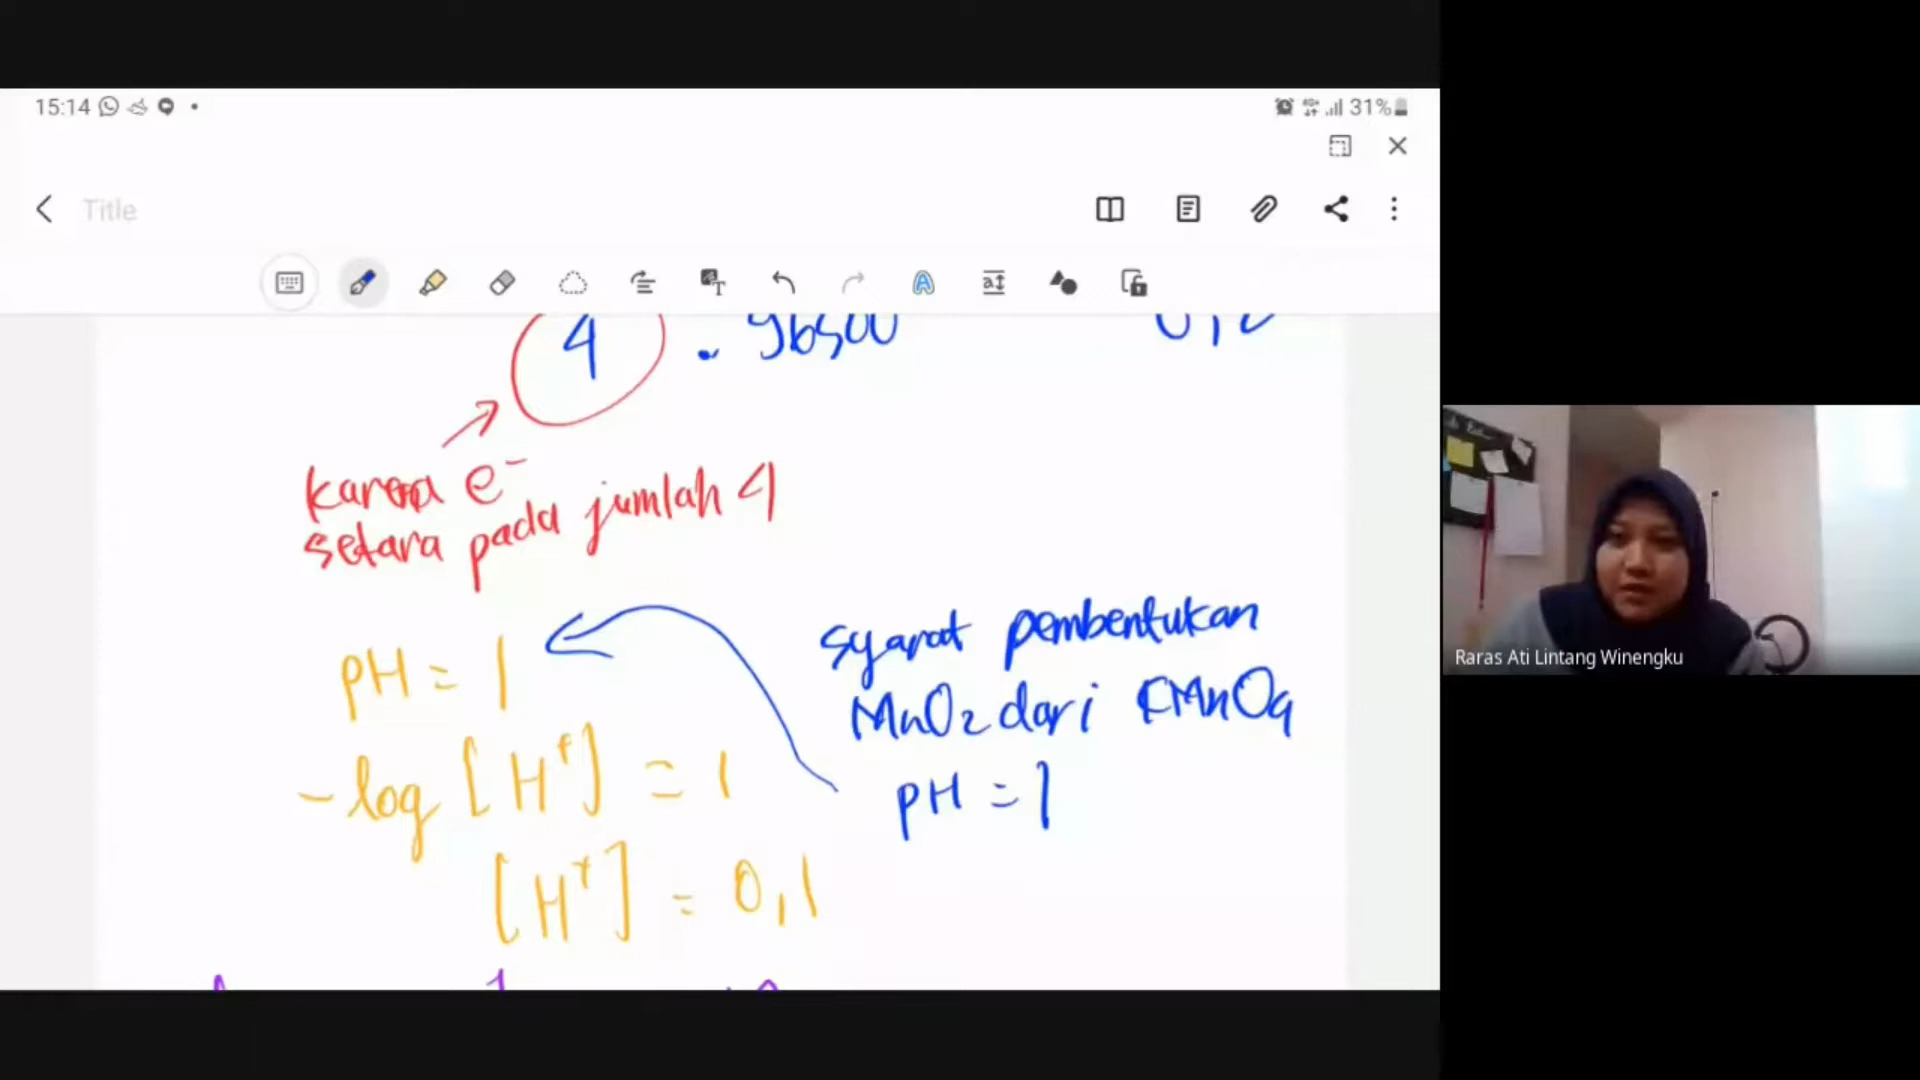 15:14
31%
Title
4 . 96500
karena e⁻
setara pada jumlah 4
pH = 1
-log [H⁺] = 1
[H⁺] = 0,1
syarat pembentukan
MnO₂ dari KMnO₄
pH = 1
Raras Ati Lintang Winengku